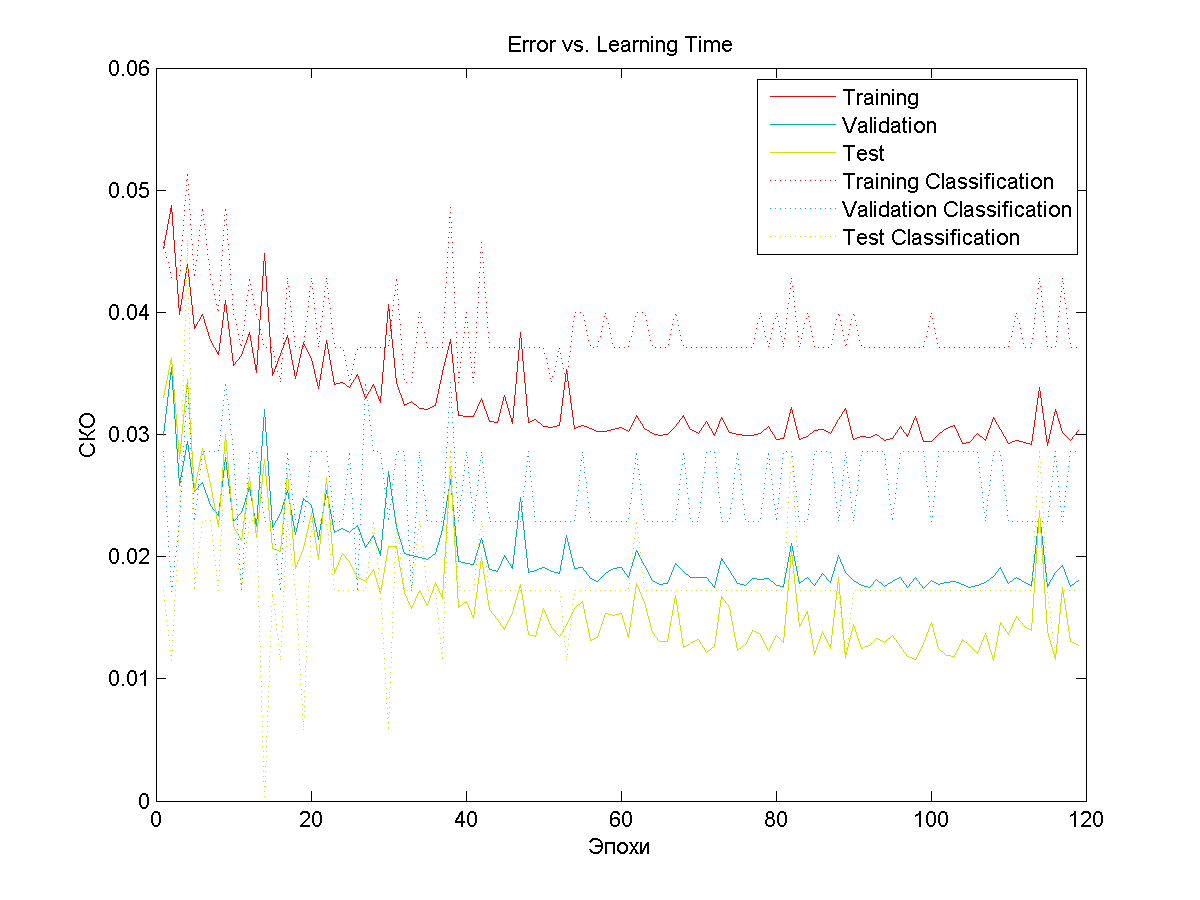 Error vs. Learning Time
0.06
0.05
0.04
0.03
0.02
0.01
0
СКО
Training
Validation
Test
Training Classification
Validation Classification
Test Classification
0 20 40 60 80 100 120
Эпохи